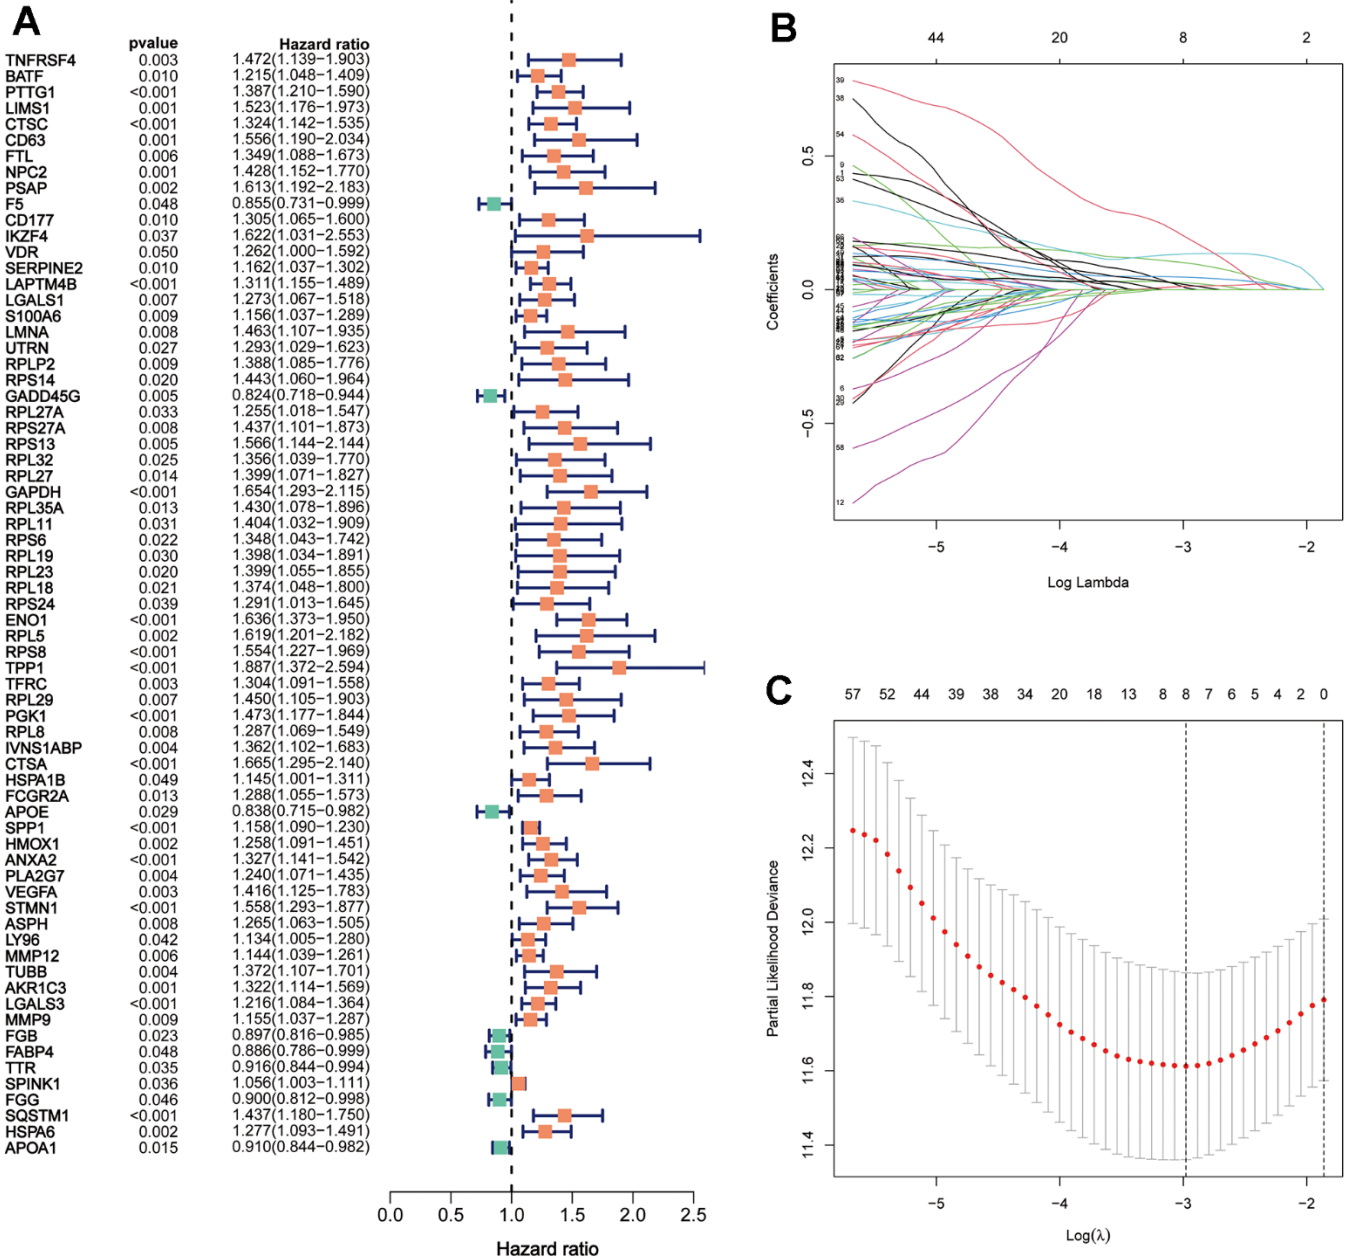 A
pvalue Hazard ratio
TNFRSF4 0.003 1.472(1.139−1.903)
BATF 0.010 1.215(1.048−1.409)
PTTG1 <0.001 1.387(1.210−1.590)
LIMS1 0.001 1.523(1.176−1.973)
CTSC <0.001 1.324(1.142−1.535)
CD63 0.001 1.556(1.190−2.034)
FTL 0.006 1.349(1.088−1.673)
NPC2 0.001 1.428(1.152−1.770)
PSAP 0.002 1.613(1.192−2.183)
F5 0.048 0.855(0.731−0.999)
CD177 0.010 1.305(1.065−1.600)
IKZF4 0.037 1.622(1.031−2.553)
VDR 0.050 1.262(1.000−1.592)
SERPINE2 0.010 1.162(1.037−1.302)
LAPTM4B <0.001 1.311(1.155−1.489)
LGALS1 0.007 1.273(1.067−1.518)
S100A6 0.009 1.156(1.037−1.289)
LMNA 0.008 1.463(1.107−1.935)
UTRN 0.027 1.293(1.029−1.623)
RPLP2 0.009 1.388(1.085−1.776)
RPS14 0.020 1.443(1.060−1.964)
GADD45G 0.005 0.824(0.718−0.944)
RPL27A 0.033 1.255(1.018−1.547)
RPS27A 0.008 1.437(1.101−1.873)
RPS13 0.005 1.566(1.144−2.144)
RPL32 0.025 1.356(1.039−1.770)
RPL27 0.014 1.399(1.071−1.827)
GAPDH <0.001 1.654(1.293−2.115)
RPL35A 0.013 1.430(1.078−1.896)
RPL11 0.031 1.404(1.032−1.909)
RPS6 0.022 1.348(1.043−1.742)
RPL19 0.030 1.398(1.034−1.891)
RPL23 0.020 1.399(1.055−1.855)
RPL18 0.021 1.374(1.048−1.800)
RPS24 0.039 1.291(1.013−1.645)
ENO1 <0.001 1.636(1.373−1.950)
RPL5 0.002 1.619(1.201−2.182)
RPS8 <0.001 1.554(1.227−1.969)
TPP1 <0.001 1.887(1.372−2.594)
TFRC 0.003 1.304(1.091−1.558)
RPL29 0.007 1.450(1.105−1.903)
PGK1 <0.001 1.473(1.177−1.844)
RPL8 0.008 1.287(1.069−1.549)
IVNS1ABP 0.004 1.362(1.102−1.683)
CTSA <0.001 1.665(1.295−2.140)
HSPA1B 0.049 1.145(1.001−1.311)
FCGR2A 0.013 1.288(1.055−1.573)
APOE 0.029 0.838(0.715−0.982)
SPP1 <0.001 1.158(1.090−1.230)
HMOX1 0.002 1.258(1.091−1.451)
ANXA2 <0.001 1.327(1.141−1.542)
PLA2G7 0.004 1.240(1.071−1.435)
VEGFA 0.003 1.416(1.125−1.783)
STMN1 <0.001 1.558(1.293−1.877)
ASPH 0.008 1.265(1.063−1.505)
LY96 0.042 1.134(1.005−1.280)
MMP12 0.006 1.144(1.039−1.261)
TUBB 0.004 1.372(1.107−1.701)
AKR1C3 0.001 1.322(1.114−1.569)
LGALS3 <0.001 1.216(1.084−1.364)
MMP9 0.009 1.155(1.037−1.287)
FGB 0.023 0.897(0.816−0.985)
FABP4 0.048 0.886(0.786−0.999)
TTR 0.035 0.916(0.844−0.994)
SPINK1 0.036 1.056(1.003−1.111)
FGG 0.046 0.900(0.812−0.998)
SQSTM1 <0.001 1.437(1.180−1.750)
HSPA6 0.002 1.277(1.093−1.491)
APOA1 0.015 0.910(0.844−0.982)
0.0 0.5 1.0 1.5 2.0 2.5
Hazard ratio
B
44 20 8 2
0.5
0.0
−0.5
Coefficients
39
38
54
9
53
36
6
58
12
−5 −4 −3 −2
Log Lambda
C
57 52 44 39 38 34 20 18 13 8 8 7 6 5 4 2 0
12.4
12.2
12.0
11.8
11.6
11.4
Partial Likelihood Deviance
−5 −4 −3 −2
Log(λ)